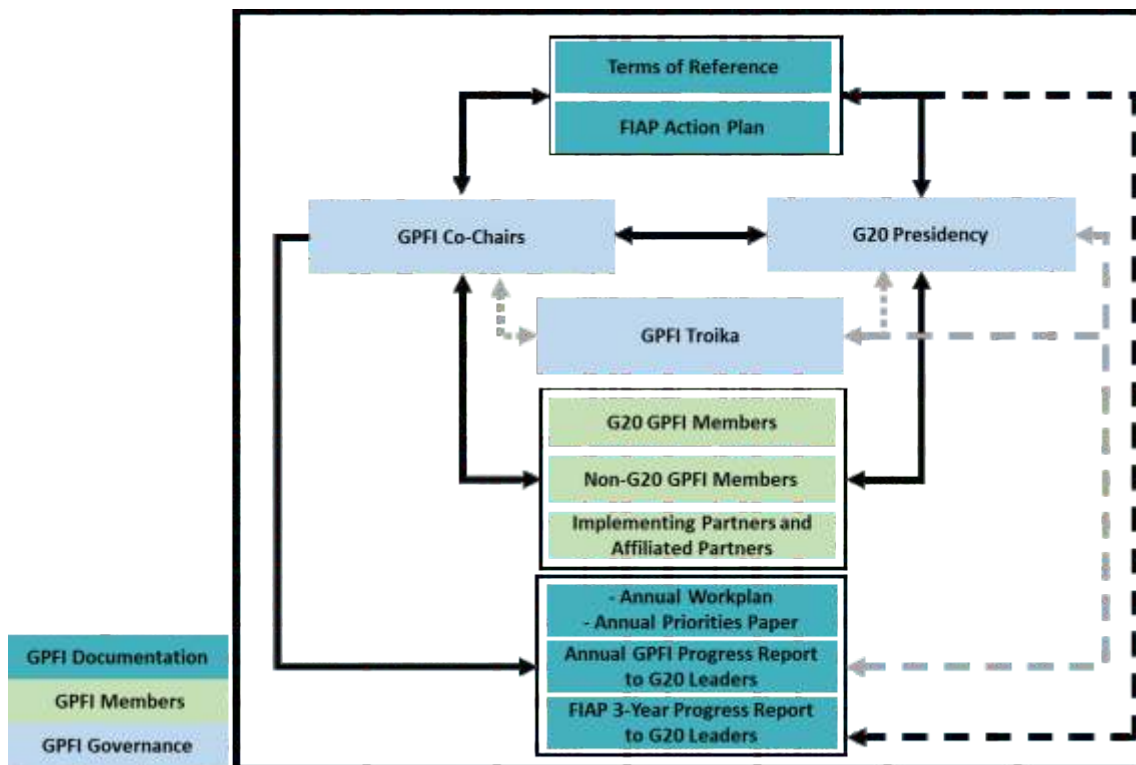 Terms of Reference
FIAP Action Plan
GPFI Co-Chairs
G20 Presidency
GPFI Troika
G20 GPFI Members
Non-G20 GPFI Members
Implementing Partners and
Affiliated Partners
- Annual Workplan
- Annual Priorities Paper
Annual GPFI Progress Report
to G20 Leaders
FIAP 3-Year Progress Report
to G20 Leaders
GPFI Documentation
GPFI Members
GPFI Governance